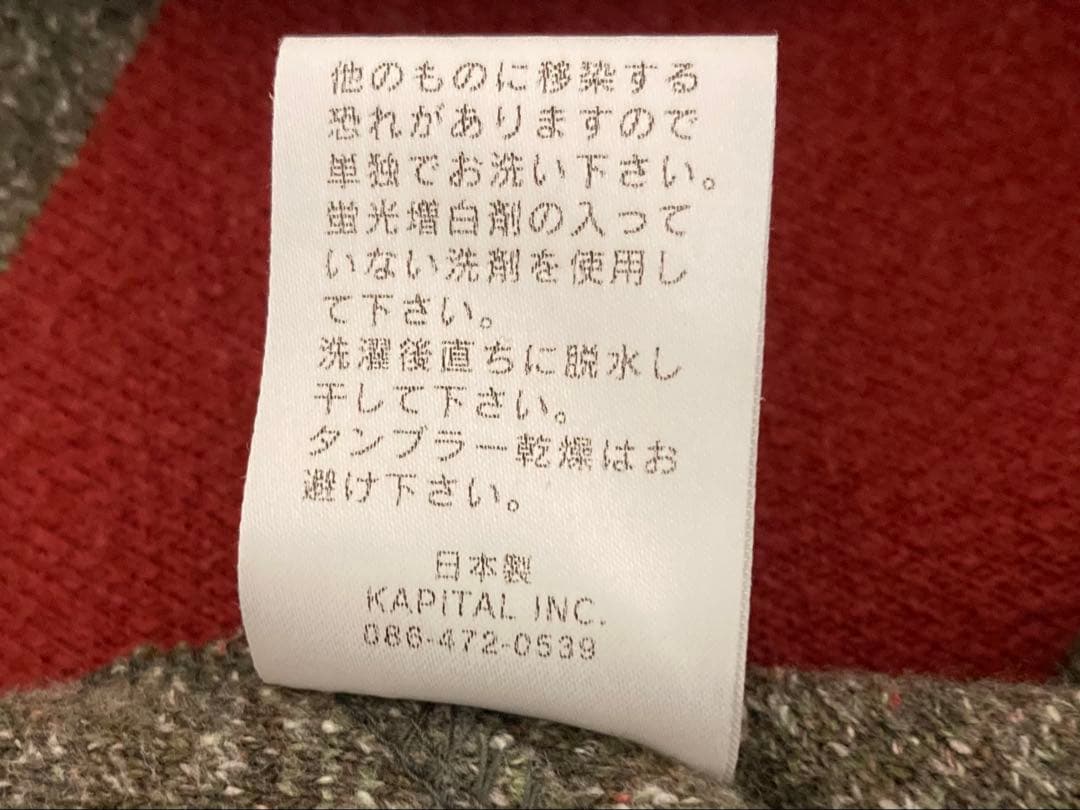 他のものに移染する
恐れがありますので
単独でお洗い下さい。
蛍光増白剤の入って
いない洗剤を使用し
て下さい。
洗濯後直ちに脱水し
干して下さい。
タンブラー乾燥はお
避け下さい。
日本製
KAPITAL INC.
086-472-0539